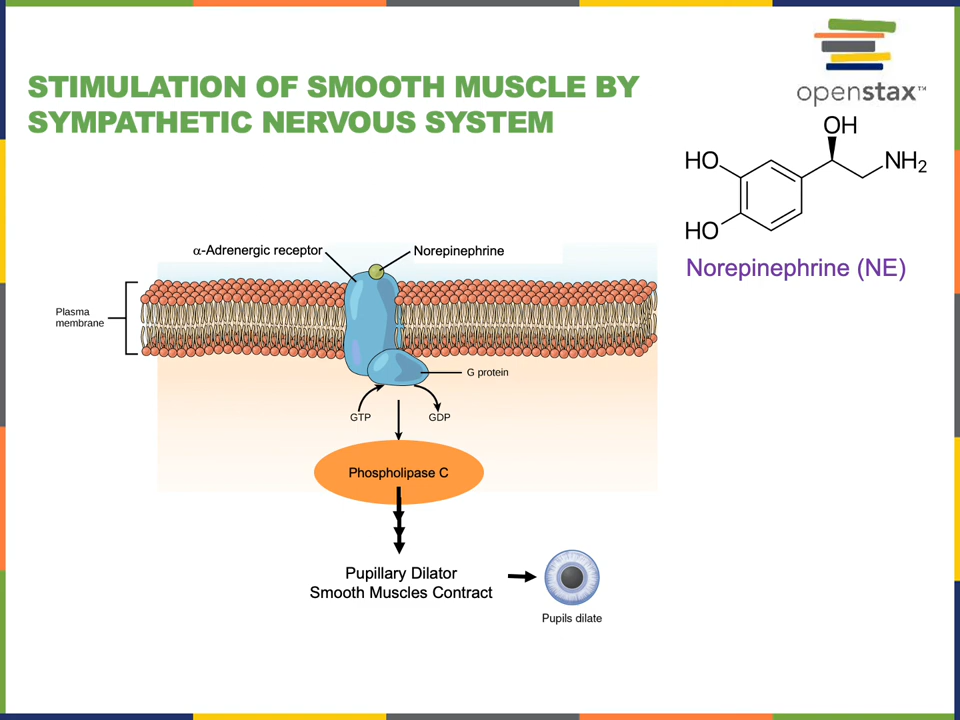 openstax™
STIMULATION OF SMOOTH MUSCLE BY
SYMPATHETIC NERVOUS SYSTEM
OH
HO
NH2
HO
Norepinephrine (NE)
α-Adrenergic receptor
Norepinephrine
Plasma
membrane
G protein
GTP
GDP
Phospholipase C
Pupillary Dilator
Smooth Muscles Contract
Pupils dilate